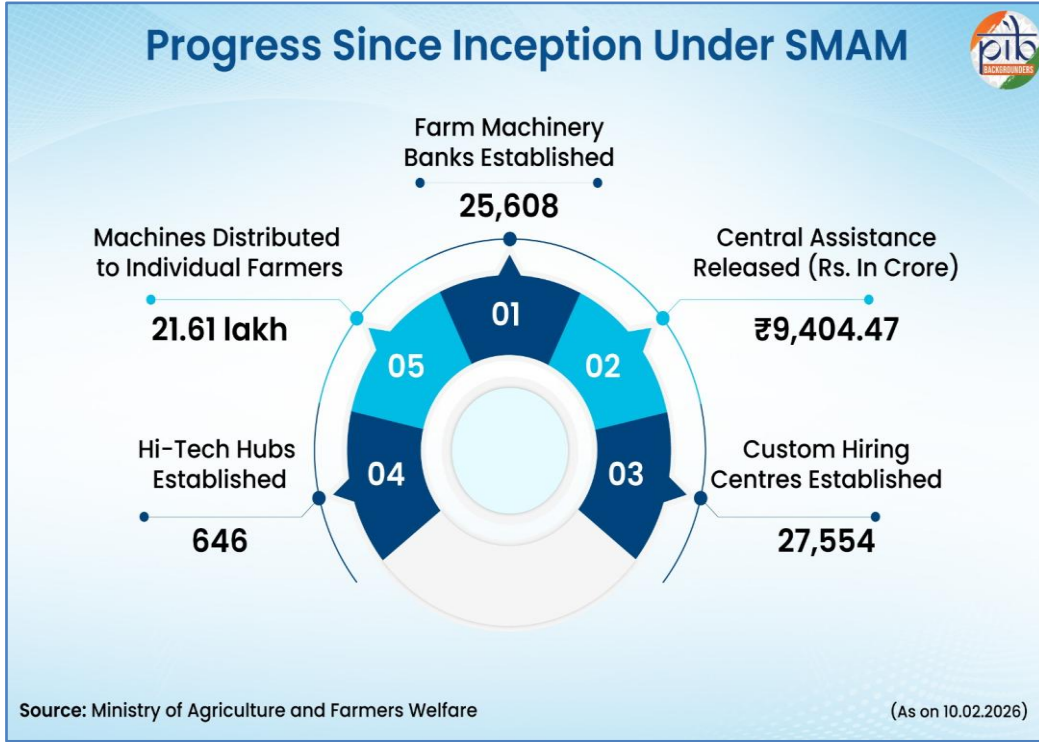 Progress Since Inception Under SMAM
pib
BACKGROUNDERS
Farm Machinery
Banks Established
25,608
01
Central Assistance
Released (Rs. In Crore)
₹9,404.47
02
Custom Hiring
Centres Established
27,554
03
Hi-Tech Hubs
Established
646
04
Machines Distributed
to Individual Farmers
21.61 lakh
05
Source: Ministry of Agriculture and Farmers Welfare
(As on 10.02.2026)